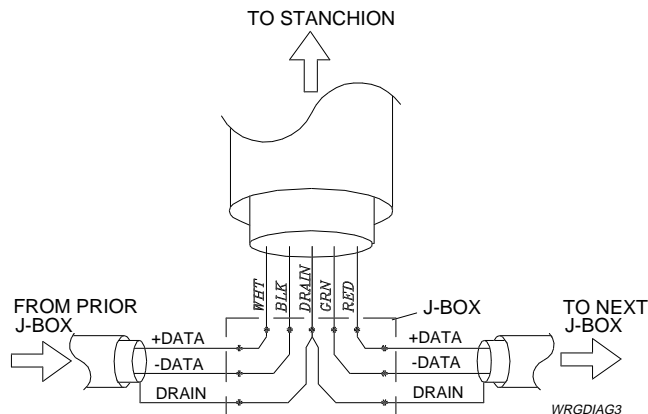 TO STANCHION
WHT
BLK
DRAIN
GRN
RED
FROM PRIOR
J-BOX
J-BOX
TO NEXT
J-BOX
+DATA
-DATA
DRAIN
+DATA
-DATA
DRAIN
WRGDIAG3